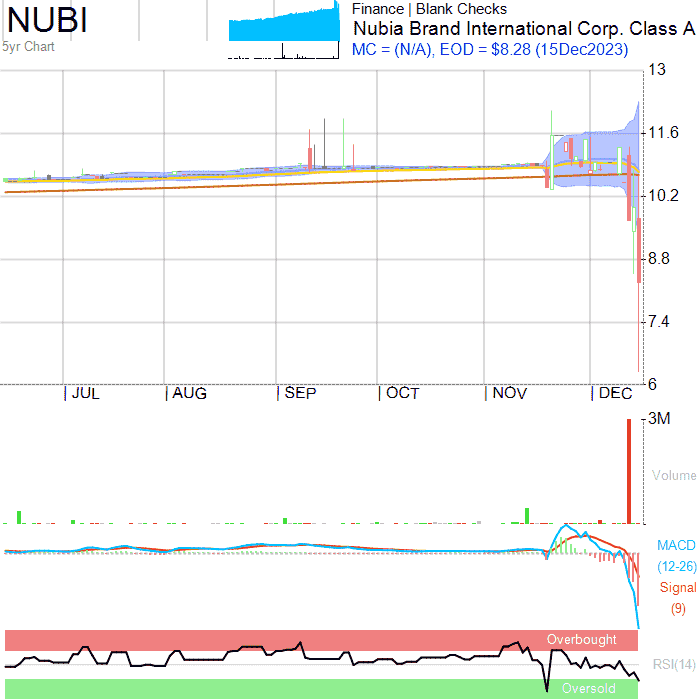 NUBI
5yr Chart
Finance | Blank Checks
Nubia Brand International Corp. Class A
MC = (N/A), EOD = $8.28 (15Dec2023)
13
11.6
10.2
8.8
7.4
6
JUL AUG SEP OCT NOV DEC
3M
Volume
MACD
(12-26)
Signal
(9)
Overbought
RSI(14)
Oversold